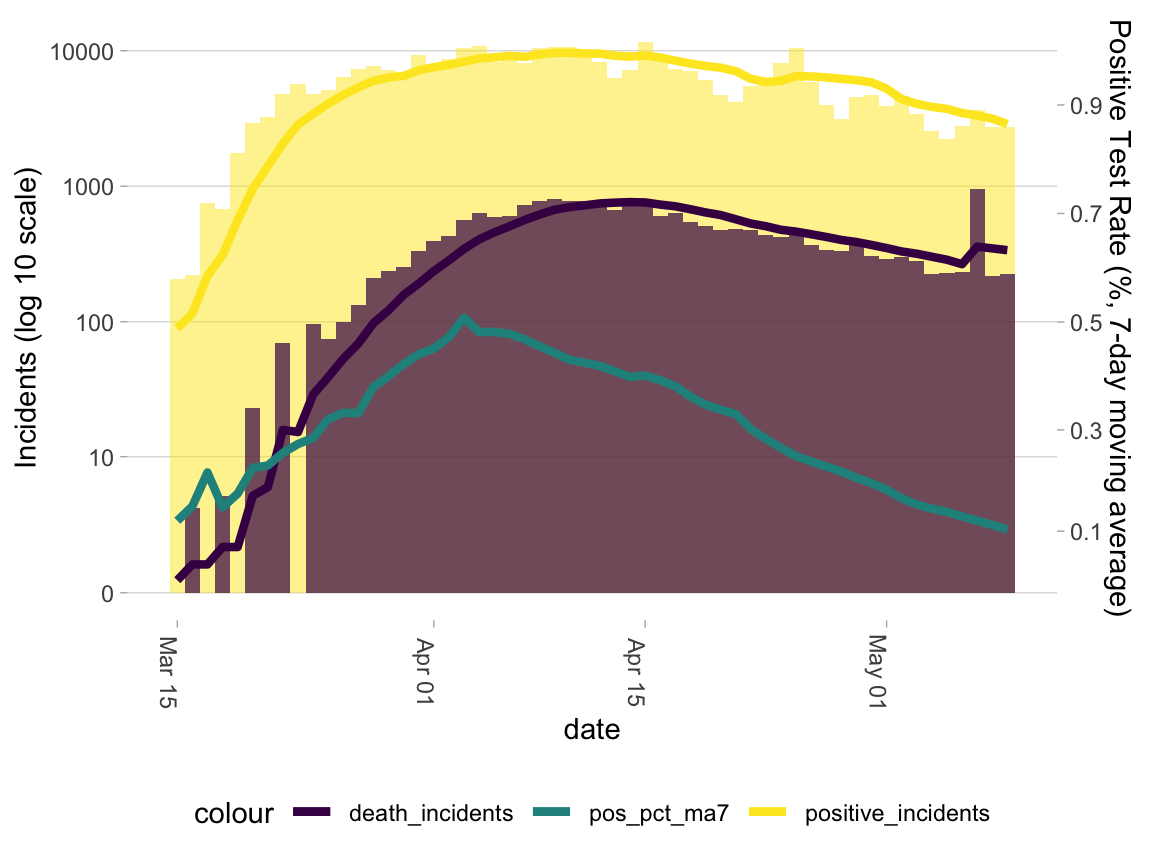 Incidents (log 10 scale)
10000
1000
100
10
0
Positive Test Rate (%, 7-day moving average)
0.9
0.7
0.5
0.3
0.1
Mar 15
Apr 01
Apr 15
May 01
date
colour death_incidents pos_pct_ma7 positive_incidents